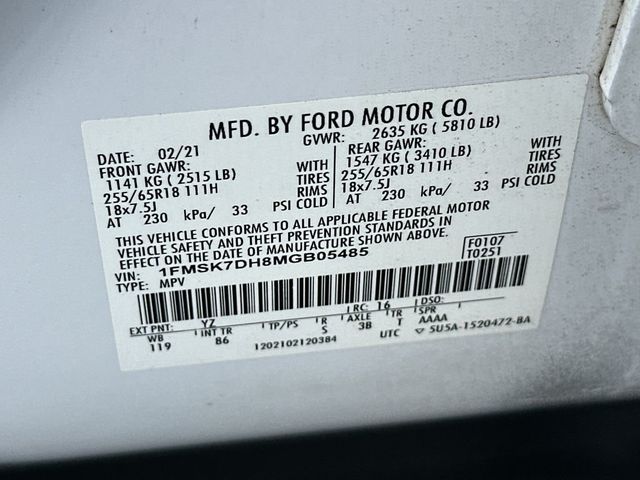 MFD. BY FORD MOTOR CO.
DATE: 02/21 GVWR: 2635 KG ( 5810 LB)
FRONT GAWR: WITH REAR GAWR: WITH
1141 KG ( 2515 LB) TIRES 1547 KG ( 3410 LB) TIRES
255/65R18 111H RIMS 255/65R18 111H RIMS
18x7.5J PSI COLD 18x7.5J PSI COLD
AT 230 kPa/ 33 AT 230 kPa/ 33
THIS VEHICLE CONFORMS TO ALL APPLICABLE FEDERAL MOTOR
VEHICLE SAFETY AND THEFT PREVENTION STANDARDS IN
EFFECT ON THE DATE OF MANUFACTURE SHOWN ABOVE.
VIN: 1FMSK7DH8MGB05485 F0107
TYPE: MPV T0251
EXT PNT: YZ RC: 16 DSO:
WB INT TR TP/PS R AXLE TR SPR
119 86 S 3B T AAAA
1202102120384 UTC SU5A-1520472-BA